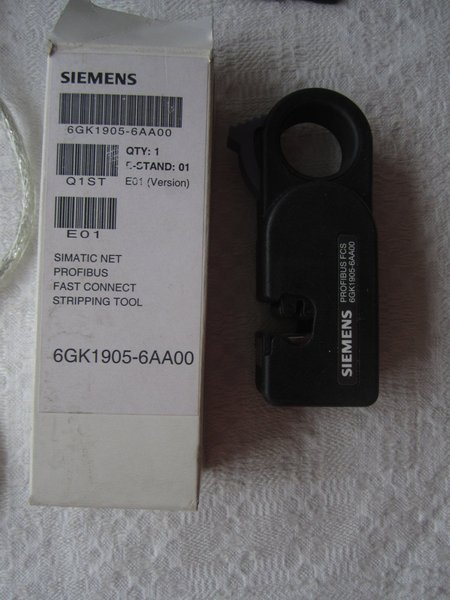 SIEMENS
6GK1905-6AA00
QTY: 1
S-STAND: 01
Q1ST E01 (Version)
E01
SIMATIC NET
PROFIBUS
FAST CONNECT
STRIPPING TOOL
6GK1905-6AA00
SIEMENS
PROFIBUS FCS
6GK1905-6AA00